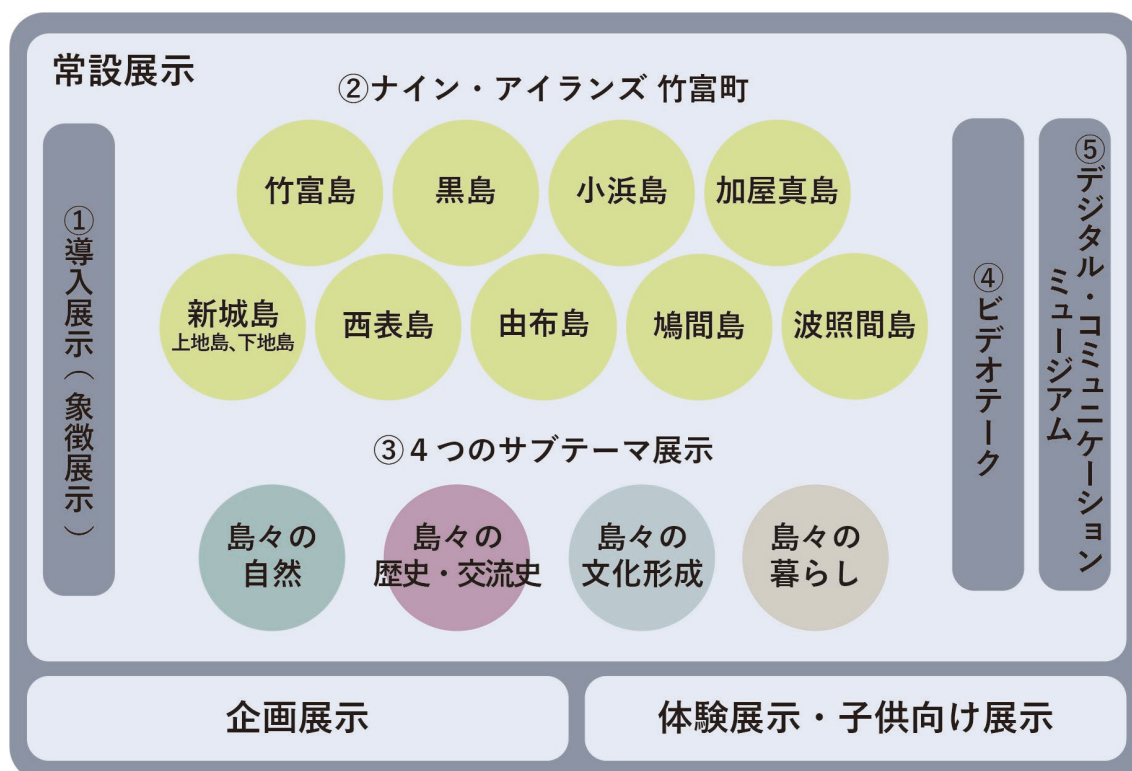 常設展示
②ナイン・アイランズ 竹富町
①導入展示（象徴展示）
竹富島
黒島
小浜島
加屋真島
新城島
上地島、下地島
西表島
由布島
鳩間島
波照間島
③４つのサブテーマ展示
島々の
自然
島々の
歴史・交流史
島々の
文化形成
島々の
暮らし
④ビデオテーク
⑤デジタル・コミュニケーション
ミュージアム
企画展示
体験展示・子供向け展示